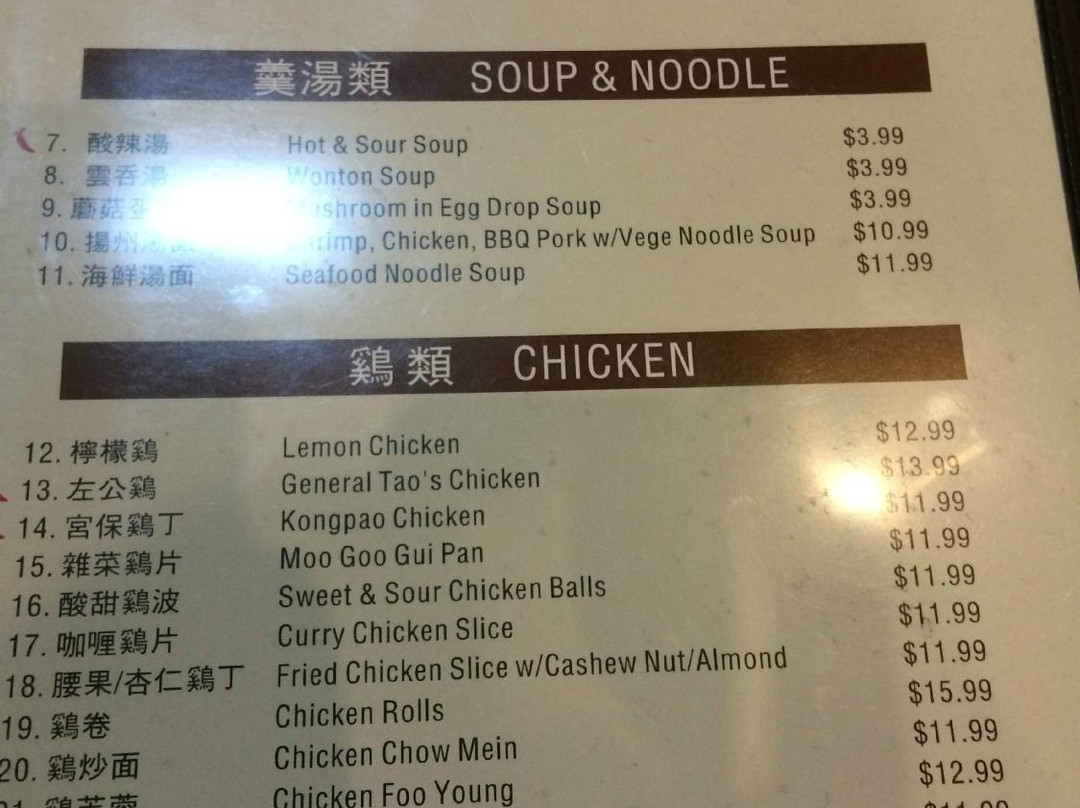 羹湯類 SOUP & NOODLE
7. 酸辣湯 Hot & Sour Soup $3.99
8. 雲吞湯 Wonton Soup $3.99
9. 蘑菇 Mushroom in Egg Drop Soup $3.99
10. 揚州 Shrimp, Chicken, BBQ Pork w/Vege Noodle Soup $10.99
11. 海鮮湯面 Seafood Noodle Soup $11.99
鷄類 CHICKEN
12. 檸檬鷄 Lemon Chicken $12.99
13. 左公鷄 General Tao's Chicken $13.99
14. 宮保鷄丁 Kongpao Chicken $11.99
15. 雜菜鷄片 Moo Goo Gui Pan $11.99
16. 酸甜鷄波 Sweet & Sour Chicken Balls $11.99
17. 咖喱鷄片 Curry Chicken Slice $11.99
18. 腰果/杏仁鷄丁 Fried Chicken Slice w/Cashew Nut/Almond $11.99
19. 鷄卷 Chicken Rolls $15.99
20. 鷄炒面 Chicken Chow Mein $11.99
21. 鷄芙蓉 Chicken Foo Young $12.99
$11.99